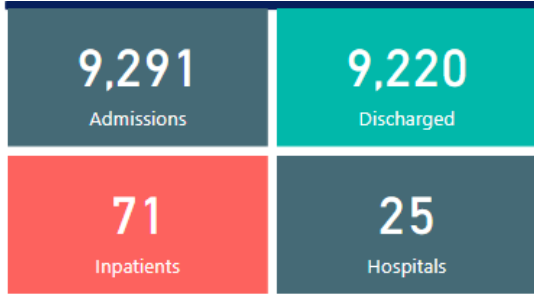 9,291
Admissions
9,220
Discharged
71
Inpatients
25
Hospitals